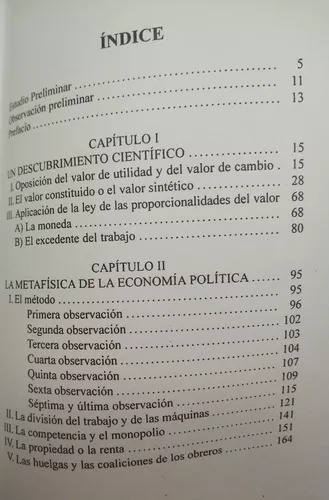 ÍNDICE
Estudio Preliminar 5
Observación preliminar 11
Prefacio 13
CAPÍTULO I
UN DESCUBRIMIENTO CIENTÍFICO 15
I. Oposición del valor de utilidad y del valor de cambio 15
II. El valor constituido o el valor sintético 28
III. Aplicación de la ley de las proporcionalidades del valor 68
A) La moneda 68
B) El excedente del trabajo 80
CAPÍTULO II
LA METAFÍSICA DE LA ECONOMÍA POLÍTICA 95
I. El método 95
Primera observación 96
Segunda observación 102
Tercera observación 103
Cuarta observación 104
Quinta observación 107
Sexta observación 109
Séptima y última observación 115
II. La división del trabajo y de las máquinas 121
III. La competencia y el monopolio 141
IV. La propiedad o la renta 151
V. Las huelgas y las coaliciones de los obreros 164